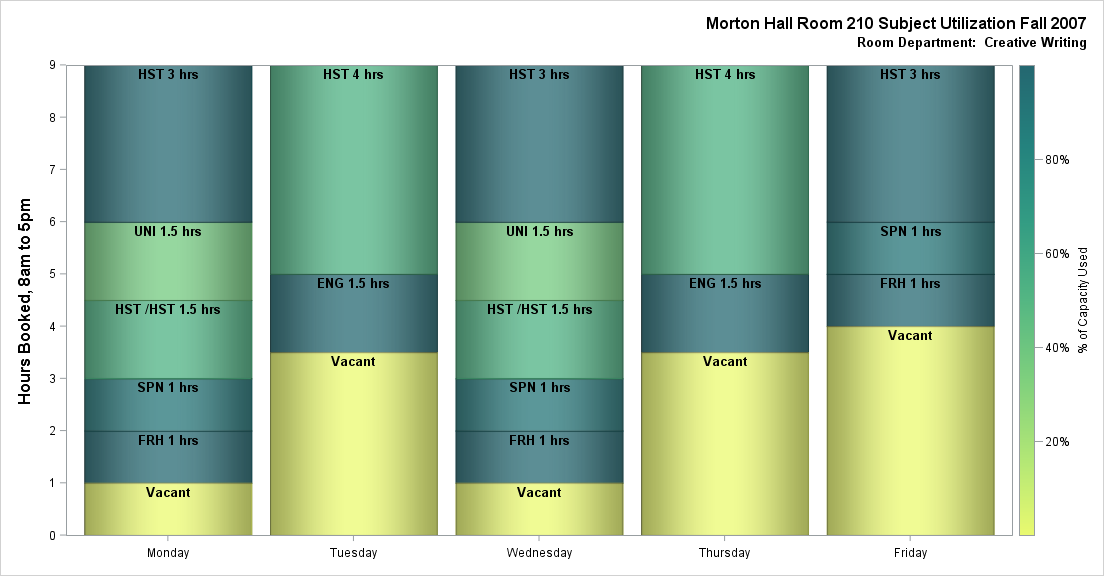 Morton Hall Room 210 Subject Utilization Fall 2007
Room Department:  Creative Writing
Hours Booked, 8am to 5pm
9
8
7
6
5
4
3
2
1
0
HST 3 hrs
UNI 1.5 hrs
HST /HST 1.5 hrs
SPN 1 hrs
FRH 1 hrs
Vacant
Monday
HST 4 hrs
ENG 1.5 hrs
Vacant
Tuesday
HST 3 hrs
UNI 1.5 hrs
HST /HST 1.5 hrs
SPN 1 hrs
FRH 1 hrs
Vacant
Wednesday
HST 4 hrs
ENG 1.5 hrs
Vacant
Thursday
HST 3 hrs
SPN 1 hrs
FRH 1 hrs
Vacant
Friday
80%
60%
40%
20%
% of Capacity Used